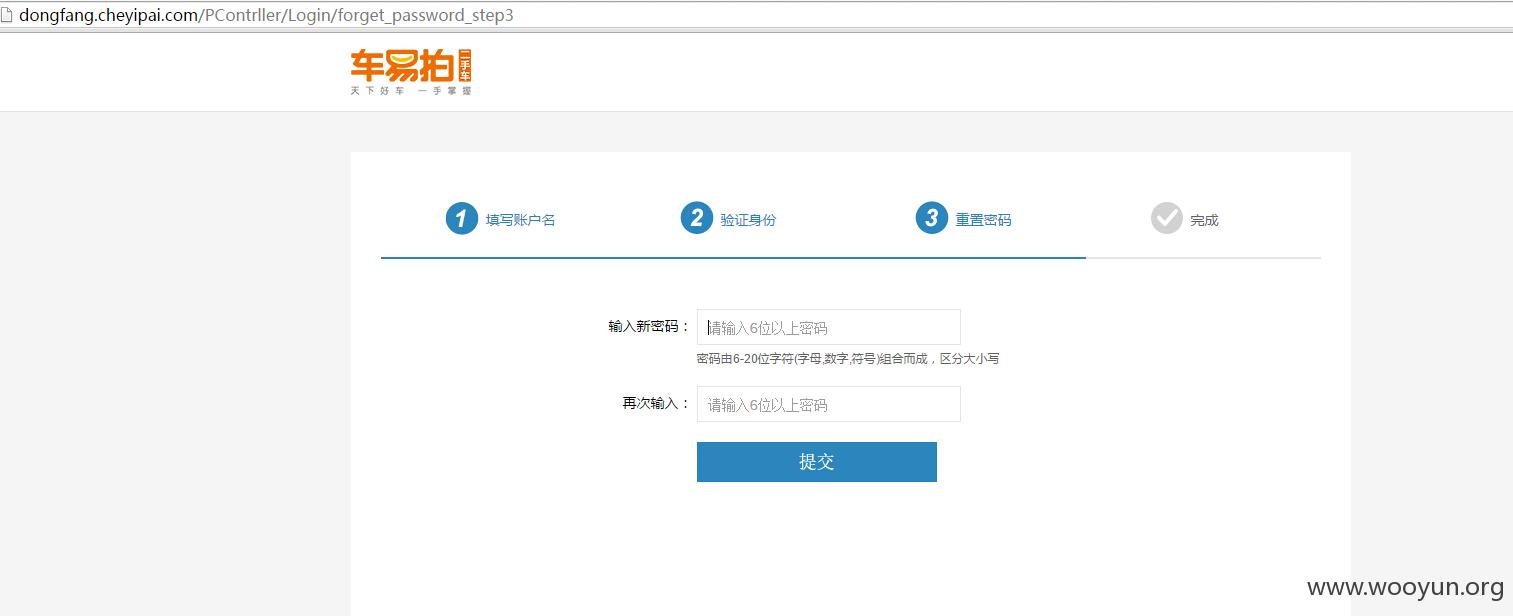 dongfang.cheyipai.com/PContrller/Login/forget_password_step3
车易拍 二手车
天下好车 一手掌握
1 填写账户名 2 验证身份 3 重置密码 完成
输入新密码： 请输入6位以上密码
密码由6-20位字符(字母,数字,符号)组合而成，区分大小写
再次输入： 请输入6位以上密码
提交
www.wooyun.org